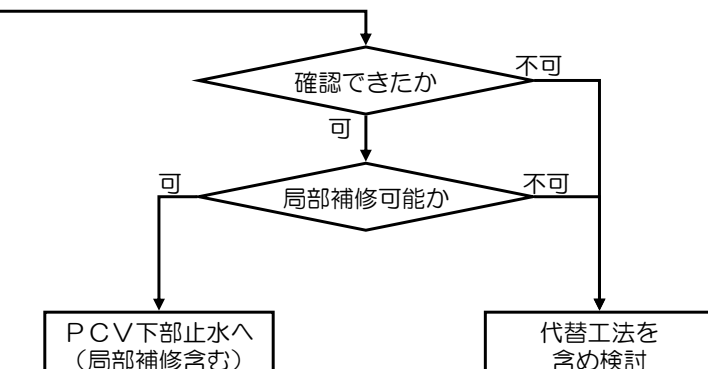 確認できたか
不可
可
可
局部補修可能か
不可
ＰＣＶ下部止水へ
（局部補修含む）
代替工法を
含め検討